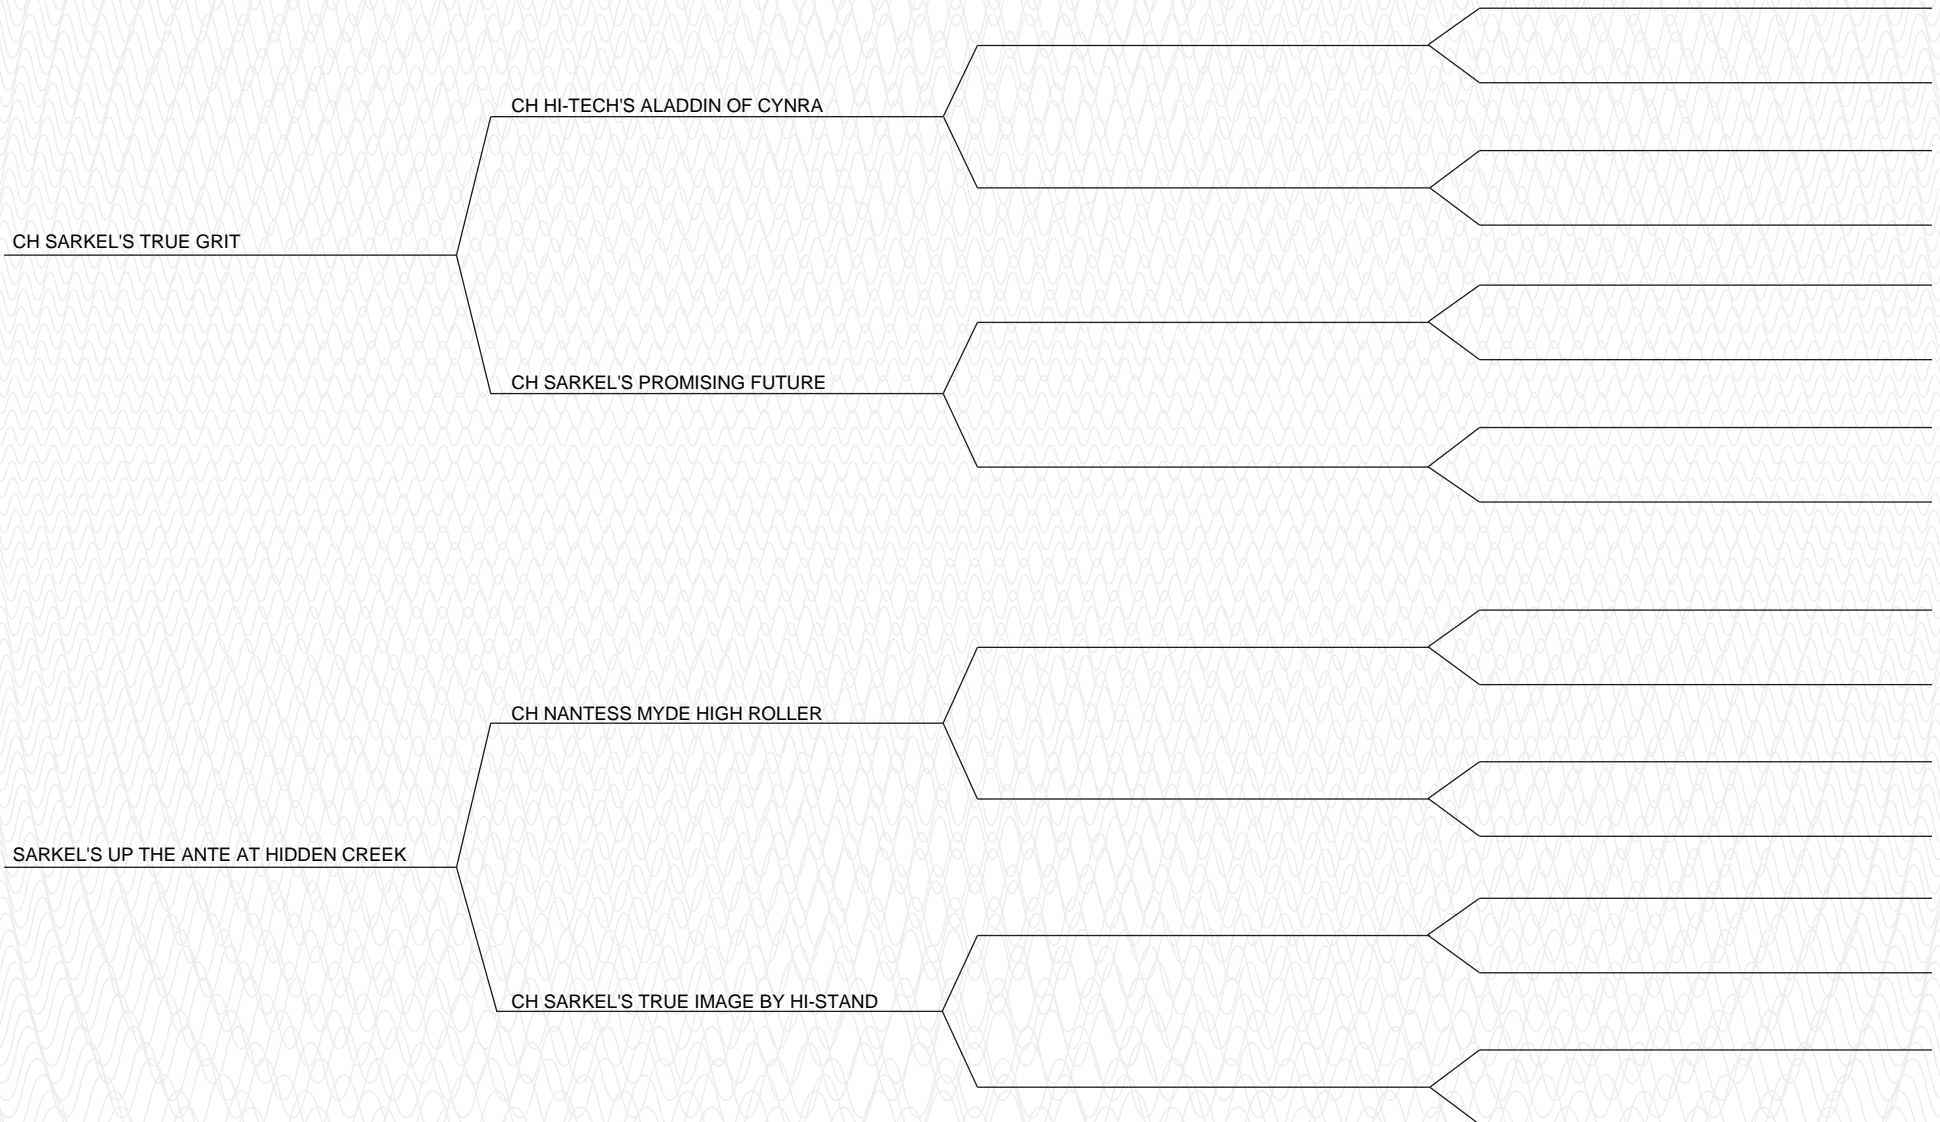 CH HI-TECH'S ALADDIN OF CYNRA
CH SARKEL'S TRUE GRIT
CH SARKEL'S PROMISING FUTURE
CH NANTESS MYDE HIGH ROLLER
SARKEL'S UP THE ANTE AT HIDDEN CREEK
CH SARKEL'S TRUE IMAGE BY HI-STAND